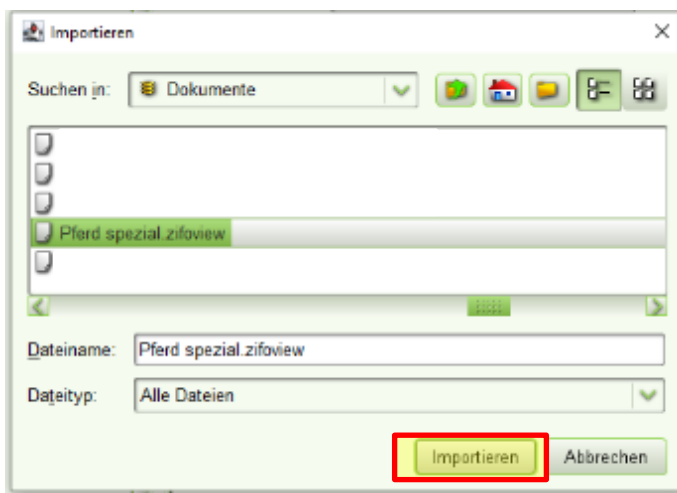 Importieren
Suchen in: Dokumente
Pferd spezial.zifoview
Dateiname: Pferd spezial.zifoview
Dateityp: Alle Dateien
Importieren Abbrechen